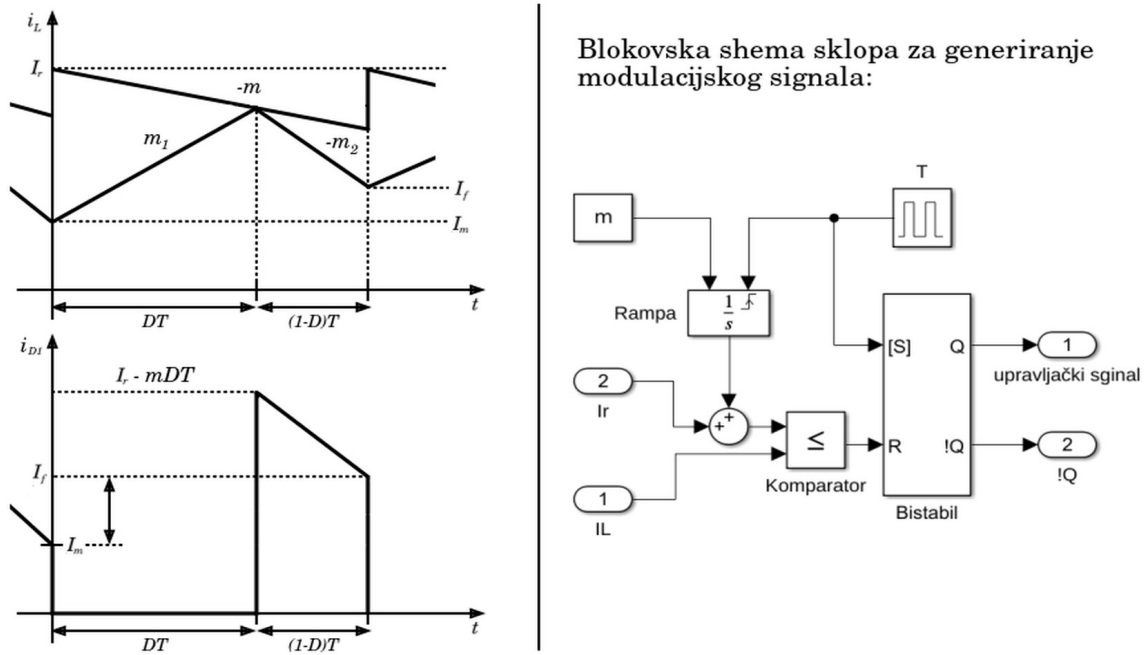 i_L
I_r
-m
m_1
-m_2
I_f
I_m
t
DT
(1-D)T
i_D1
I_r - mDT
I_f
I_m
t
DT
(1-D)T
Blokovska shema sklopa za generiranje
modulacijskog signala:
T
m
Rampa
1
s
[S]
Q
1
upravljački sginal
2
Ir
+
+
≤
Komparator
R
!Q
2
!Q
1
IL
Bistabil